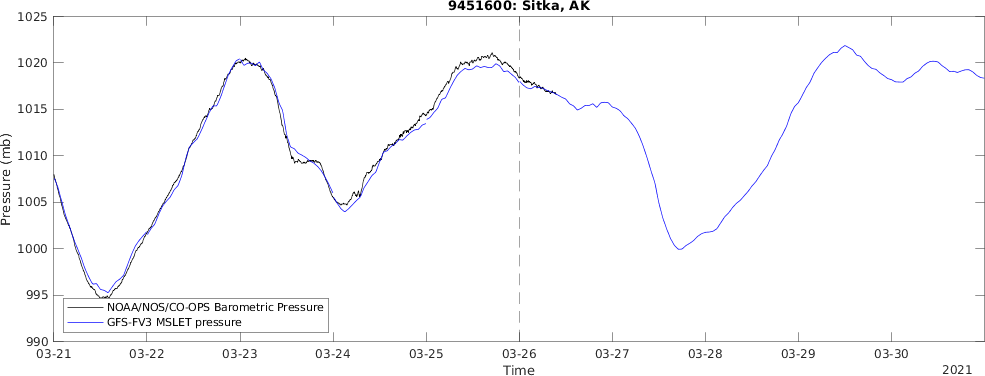 9451600: Sitka, AK
Pressure (mb)
1025
1020
1015
1010
1005
1000
995
990
NOAA/NOS/CO-OPS Barometric Pressure
GFS-FV3 MSLET pressure
03-21 03-22 03-23 03-24 03-25 03-26 03-27 03-28 03-29 03-30
Time
2021